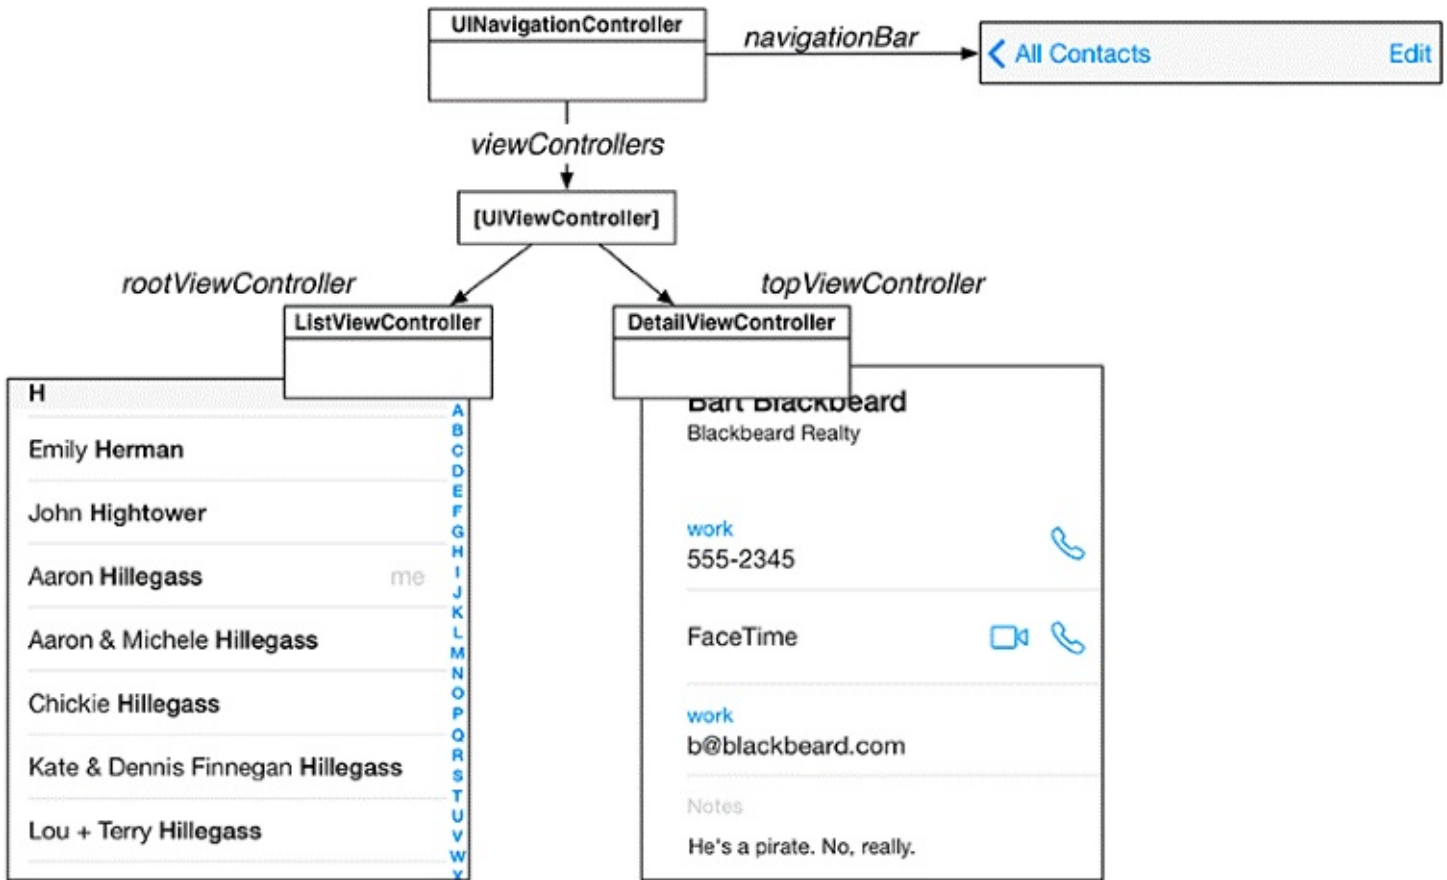 UINavigationController
navigationBar
All Contacts
Edit
viewControllers
[UIViewController]
rootViewController
topViewController
ListViewController
DetailViewController
H
Emily Herman
John Hightower
Aaron Hillegass me
Aaron & Michele Hillegass
Chickie Hillegass
Kate & Dennis Finnegan Hillegass
Lou + Terry Hillegass
A
B
C
D
E
F
G
H
I
J
K
L
M
N
O
P
Q
R
S
T
U
V
W
X
Bart Blackbeard
Blackbeard Realty
work
555-2345
FaceTime
work
b@blackbeard.com
Notes
He's a pirate. No, really.